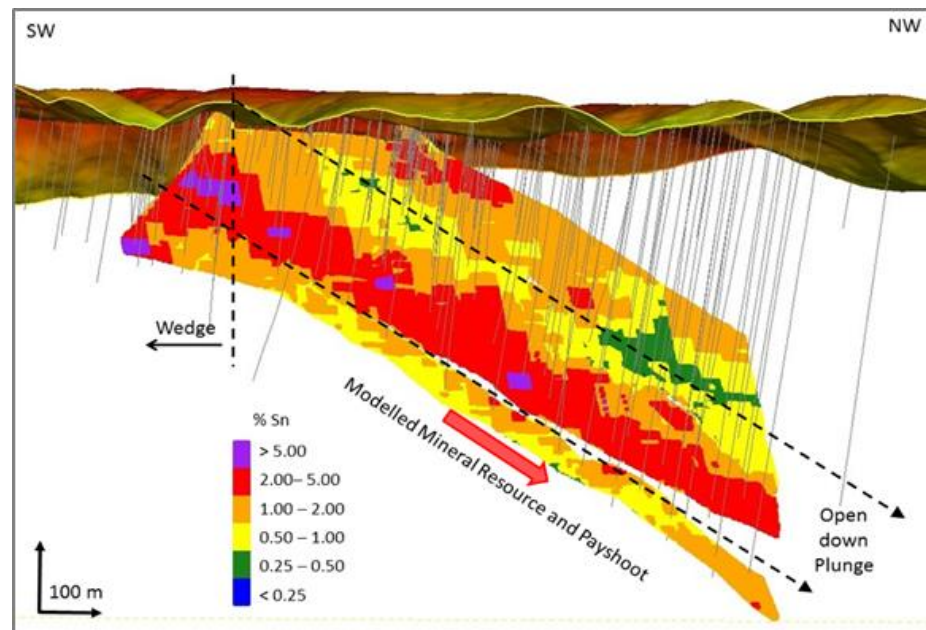 SW
NW
Wedge
% Sn
> 5.00
2.00– 5.00
1.00 – 2.00
0.50 – 1.00
0.25 – 0.50
< 0.25
Modelled Mineral Resource and Payshoot
Open
down
Plunge
100 m